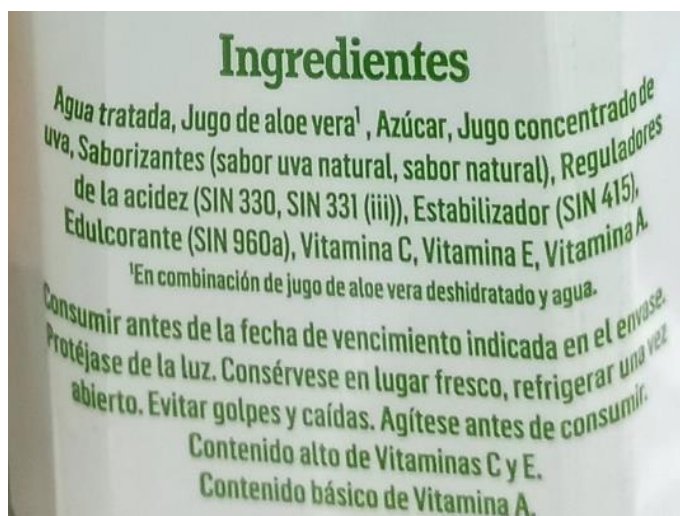 Ingredientes
Agua tratada, Jugo de aloe vera¹, Azúcar, Jugo concentrado de
uva, Saborizantes (sabor uva natural, sabor natural), Reguladores
de la acidez (SIN 330, SIN 331 (iii)), Estabilizador (SIN 415),
Edulcorante (SIN 960a), Vitamina C, Vitamina E, Vitamina A.
¹En combinación de jugo de aloe vera deshidratado y agua.
Consumir antes de la fecha de vencimiento indicada en el envase.
Protéjase de la luz. Consérvese en lugar fresco, refrigerar una vez
abierto. Evitar golpes y caídas. Agítese antes de consumir.
Contenido alto de Vitaminas C y E.
Contenido básico de Vitamina A.